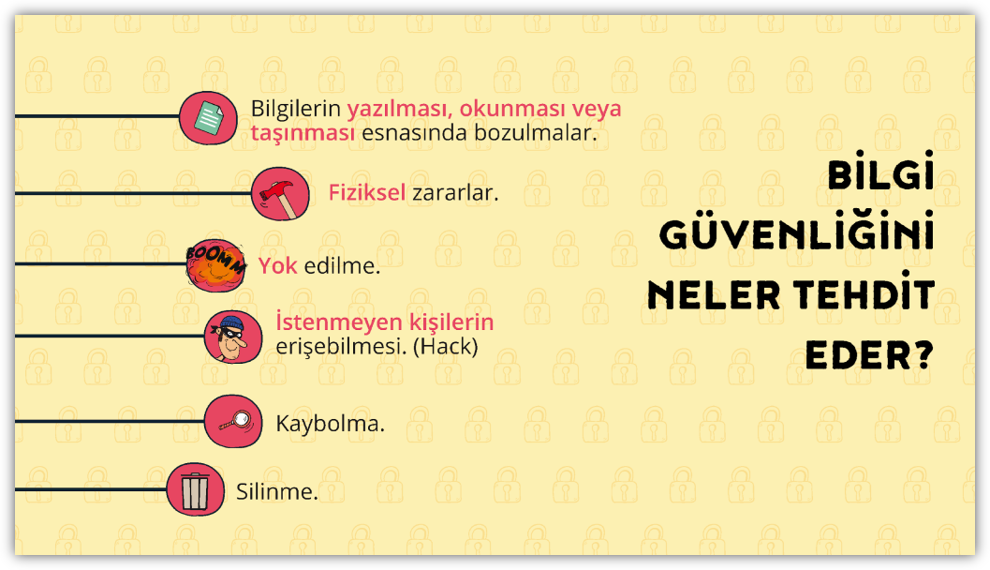 Bilgilerin yazılması, okunması veya
taşınması esnasında bozulmalar.
Fiziksel zararlar.
BOOMM
Yok edilme.
İstenmeyen kişilerin
erişebilmesi. (Hack)
Kaybolma.
Silinme.
BİLGİ
GÜVENLİĞİNİ
NELER TEHDİT
EDER?